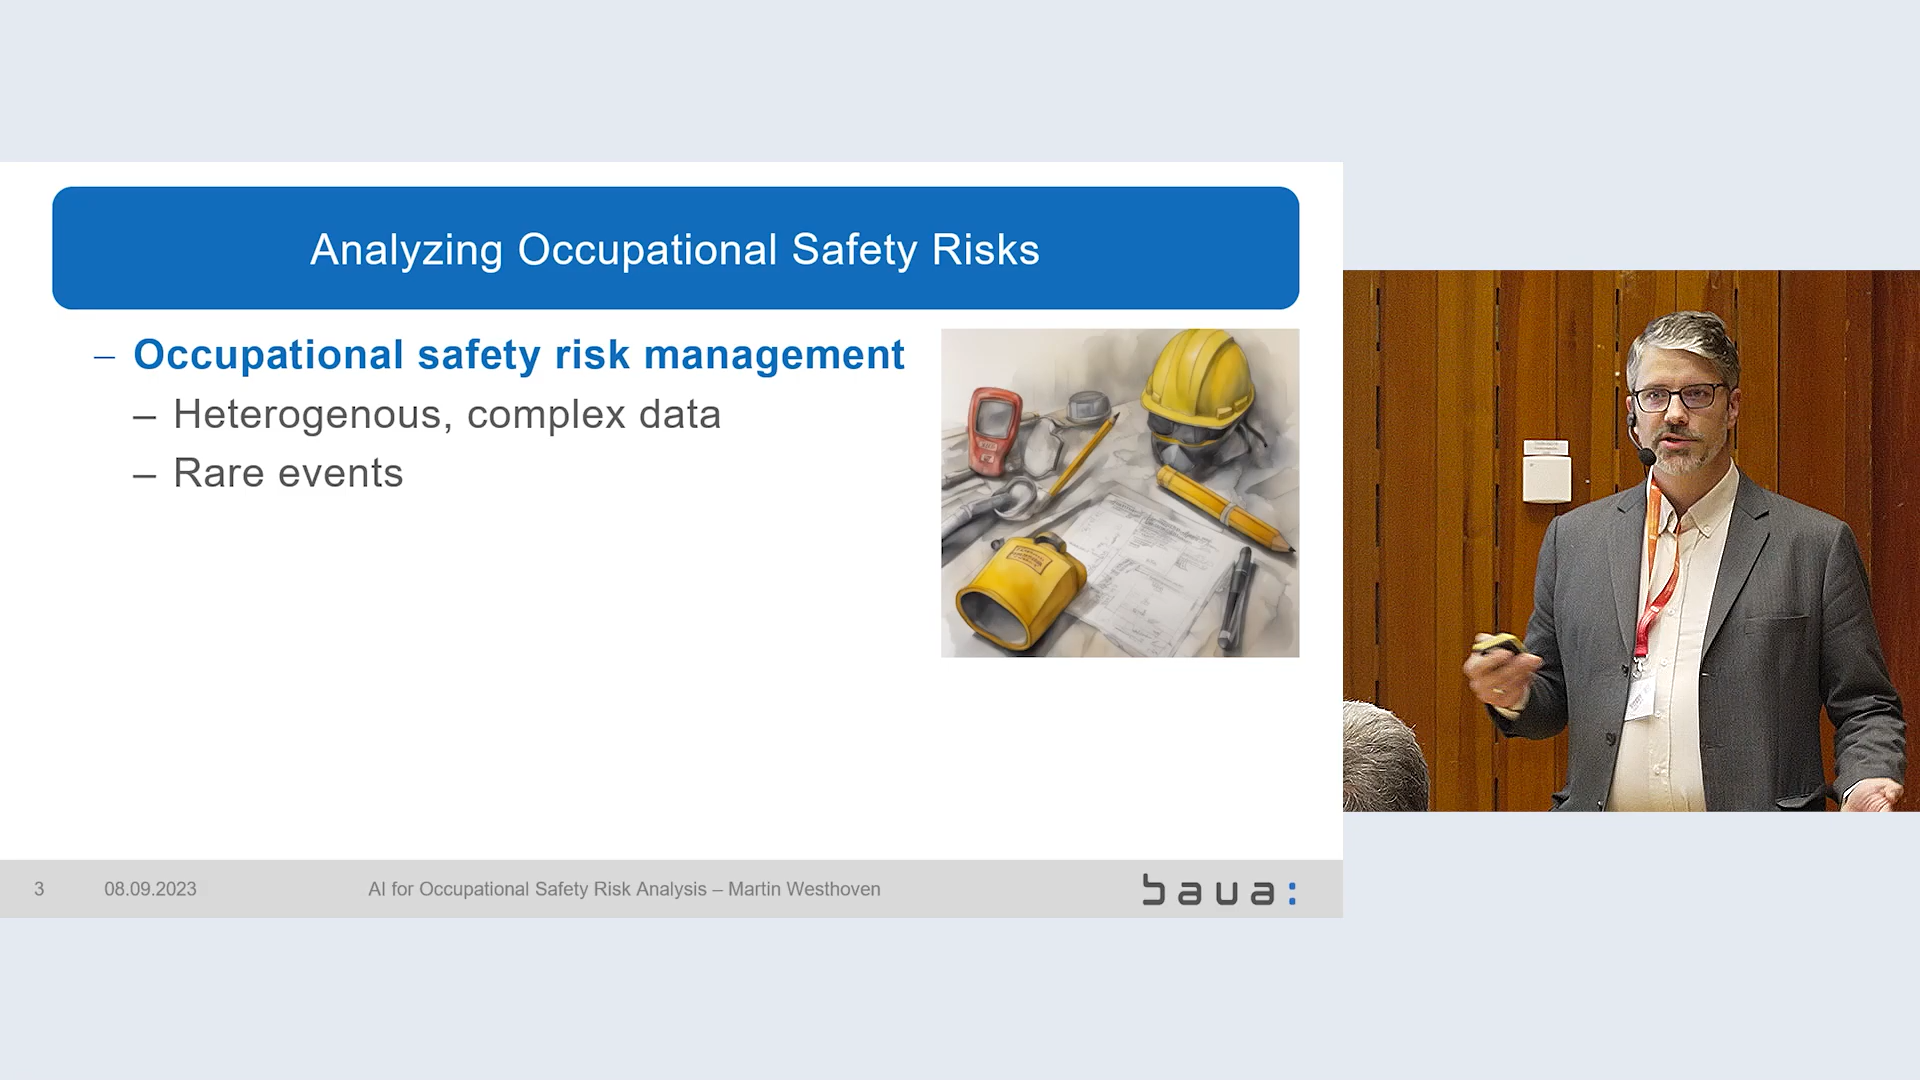 Analyzing Occupational Safety Risks
– Occupational safety risk management
– Heterogenous, complex data
– Rare events
3 08.09.2023 AI for Occupational Safety Risk Analysis – Martin Westhoven baua: